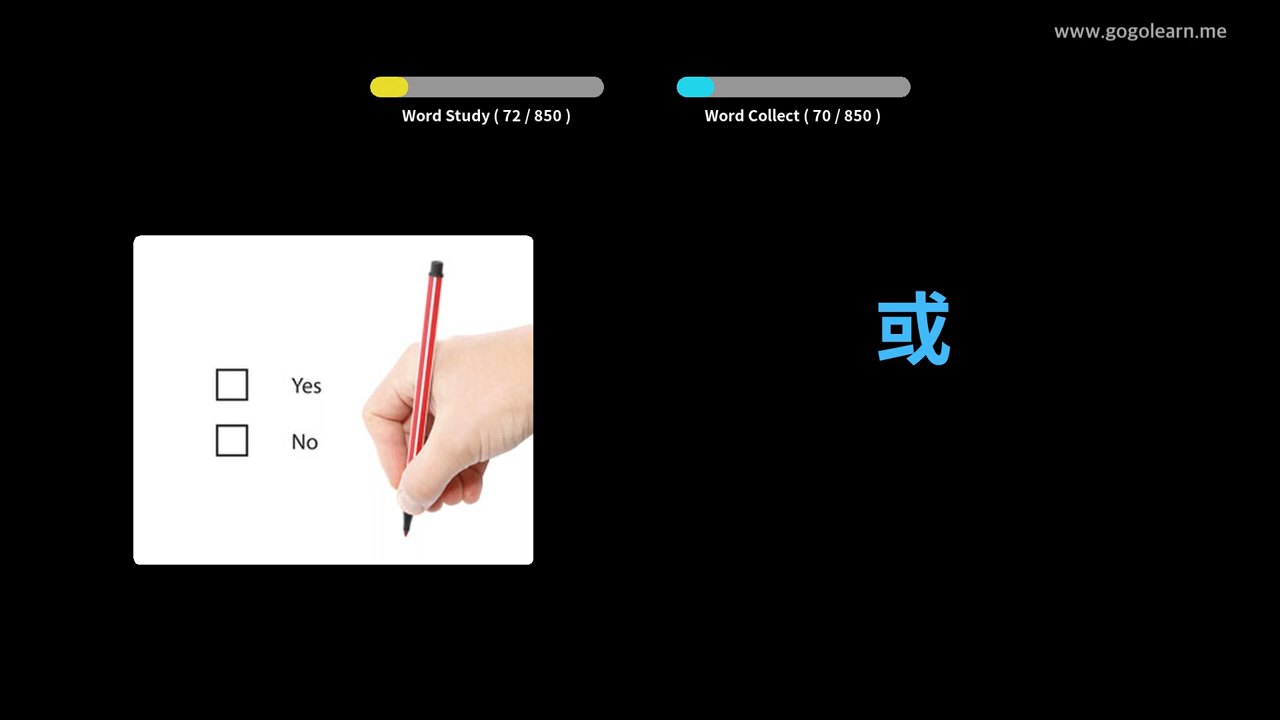 www.gogolearn.me
Word Study ( 72 / 850 )
Word Collect ( 70 / 850 )
或
Yes
No